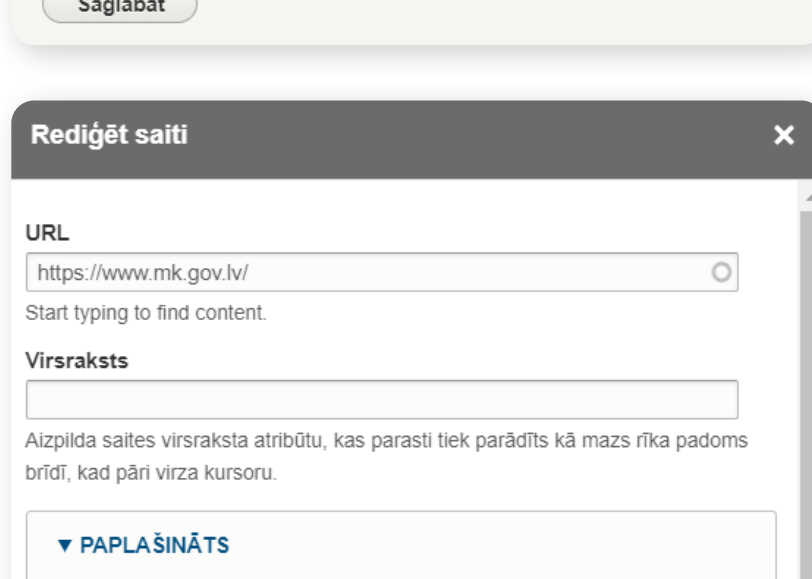 Saglabāt
Rediģēt saiti
URL
https://www.mk.gov.lv/
Start typing to find content.
Virsraksts
Aizpilda saites virsraksta atribūtu, kas parasti tiek parādīts kā mazs rīka padoms
brīdī, kad pāri virza kursoru.
▼ PAPLAŠINĀTS